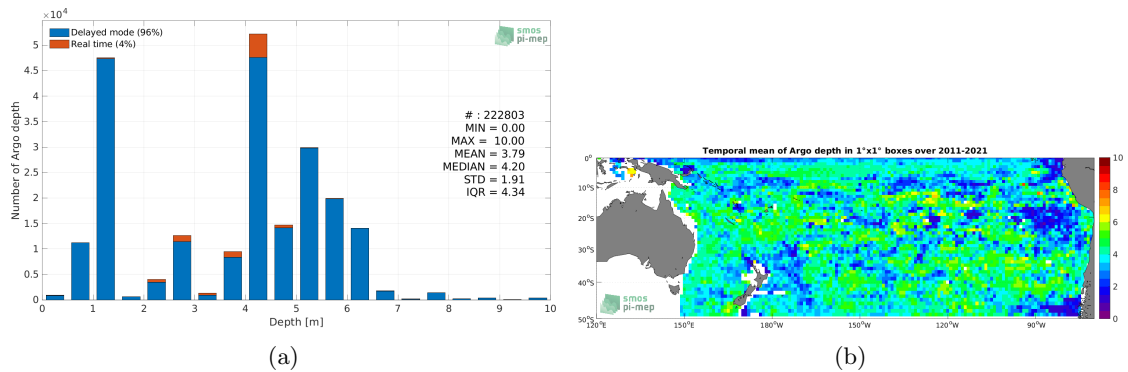 ×10⁴
Delayed mode (96%)
Real time (4%)
smos
pi-mep
# : 222803
MIN = 0.00
MAX = 10.00
MEAN = 3.79
MEDIAN = 4.20
STD = 1.91
IQR = 4.34
Number of Argo depth
5
4.5
4
3.5
3
2.5
2
1.5
1
0.5
0
0 1 2 3 4 5 6 7 8 9 10
Depth [m]
(a)
Temporal mean of Argo depth in 1°x1° boxes over 2011-2021
0°
10°S
20°S
30°S
40°S
50°S
120°E 150°E 180°W 150°W 120°W 90°W
smos
pi-mep
10
8
6
4
2
0
(b)